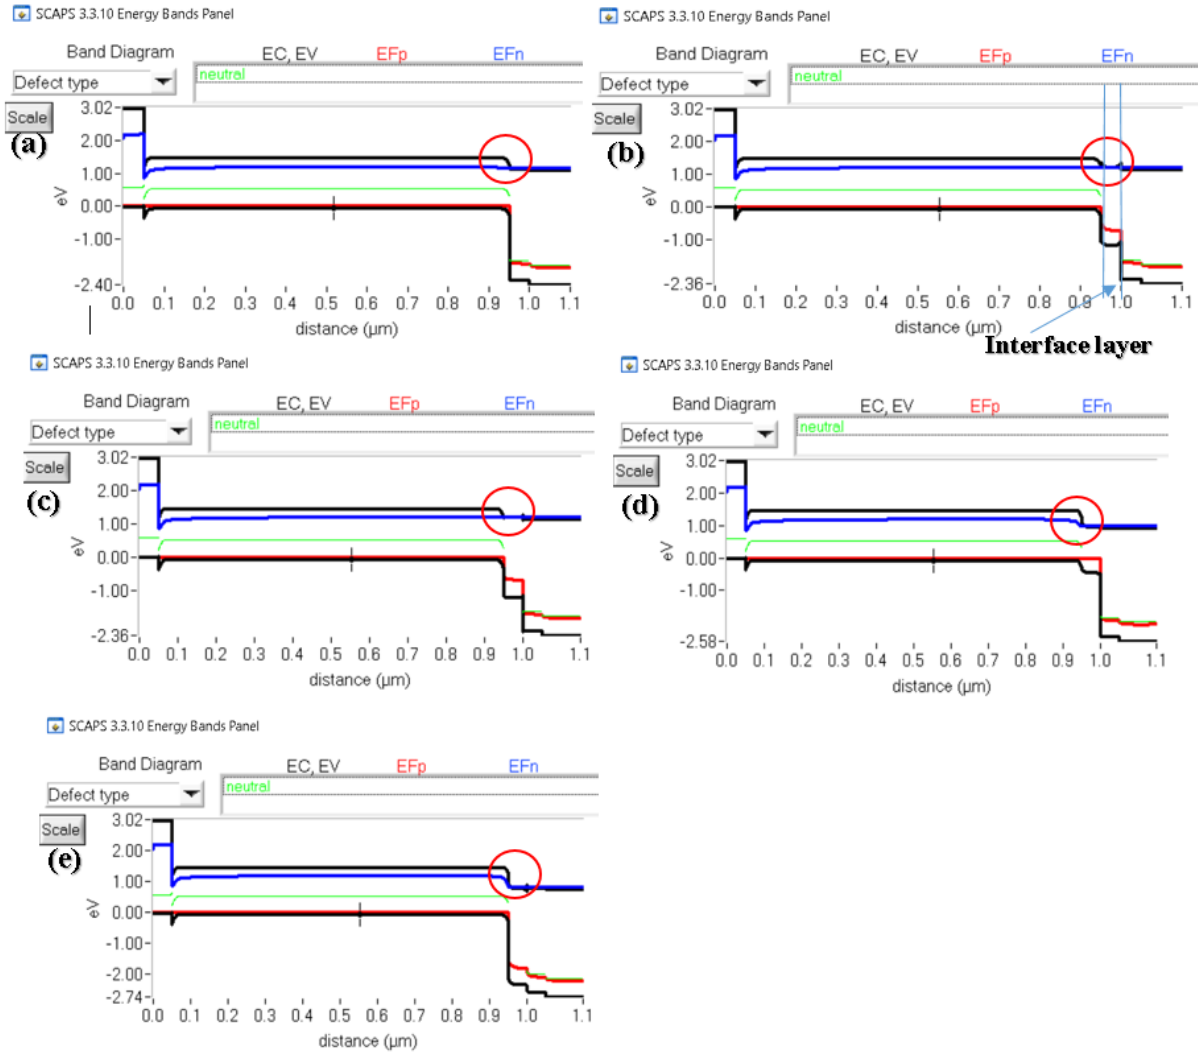 SCAPS 3.3.10 Energy Bands Panel
Band Diagram EC, EV EFp EFn
Defect type neutral
Scale
(a)
3.02
2.00
1.00
0.00
-1.00
-2.40
eV
0.0 0.1 0.2 0.3 0.4 0.5 0.6 0.7 0.8 0.9 1.0 1.1
distance (µm)
SCAPS 3.3.10 Energy Bands Panel
Band Diagram EC, EV EFp EFn
Defect type neutral
Scale
(b)
3.02
2.00
1.00
0.00
-1.00
-2.36
eV
0.0 0.1 0.2 0.3 0.4 0.5 0.6 0.7 0.8 0.9 1.0 1.1
distance (µm)
Interface layer
SCAPS 3.3.10 Energy Bands Panel
Band Diagram EC, EV EFp EFn
Defect type neutral
Scale
(c)
3.02
2.00
1.00
0.00
-1.00
-2.36
eV
0.0 0.1 0.2 0.3 0.4 0.5 0.6 0.7 0.8 0.9 1.0 1.1
distance (µm)
SCAPS 3.3.10 Energy Bands Panel
Band Diagram EC, EV EFp EFn
Defect type neutral
Scale
(d)
3.02
2.00
1.00
0.00
-1.00
-2.58
eV
0.0 0.1 0.2 0.3 0.4 0.5 0.6 0.7 0.8 0.9 1.0 1.1
distance (µm)
SCAPS 3.3.10 Energy Bands Panel
Band Diagram EC, EV EFp EFn
Defect type neutral
Scale
(e)
3.02
2.00
1.00
0.00
-1.00
-2.00
-2.74
eV
0.0 0.1 0.2 0.3 0.4 0.5 0.6 0.7 0.8 0.9 1.0 1.1
distance (µm)